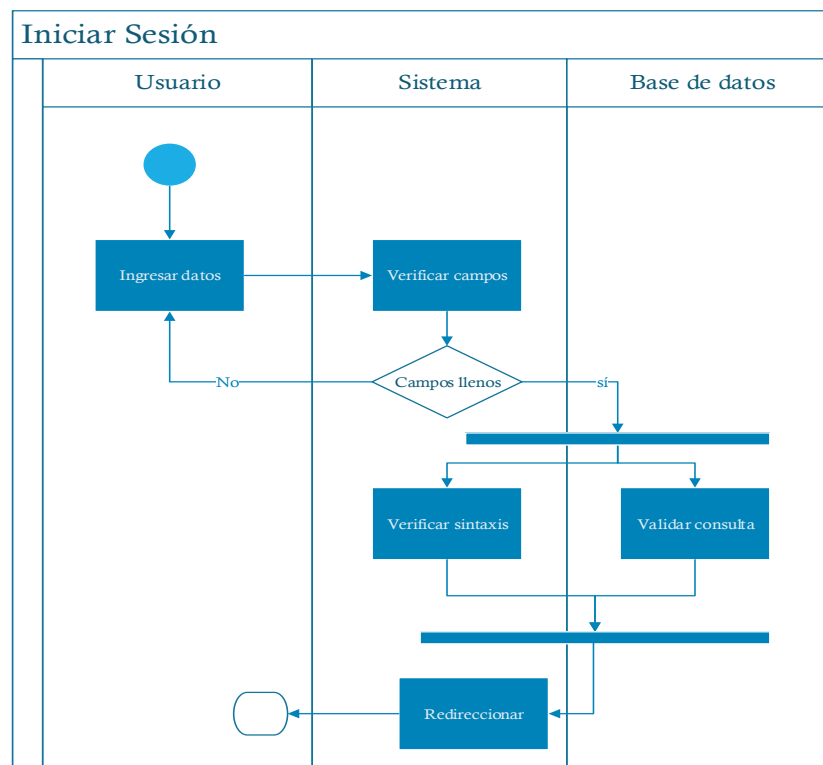 Iniciar Sesión
Usuario
Sistema
Base de datos
Ingresar datos
Verificar campos
Campos llenos
No
sí
Verificar sintaxis
Validar consulta
Redireccionar